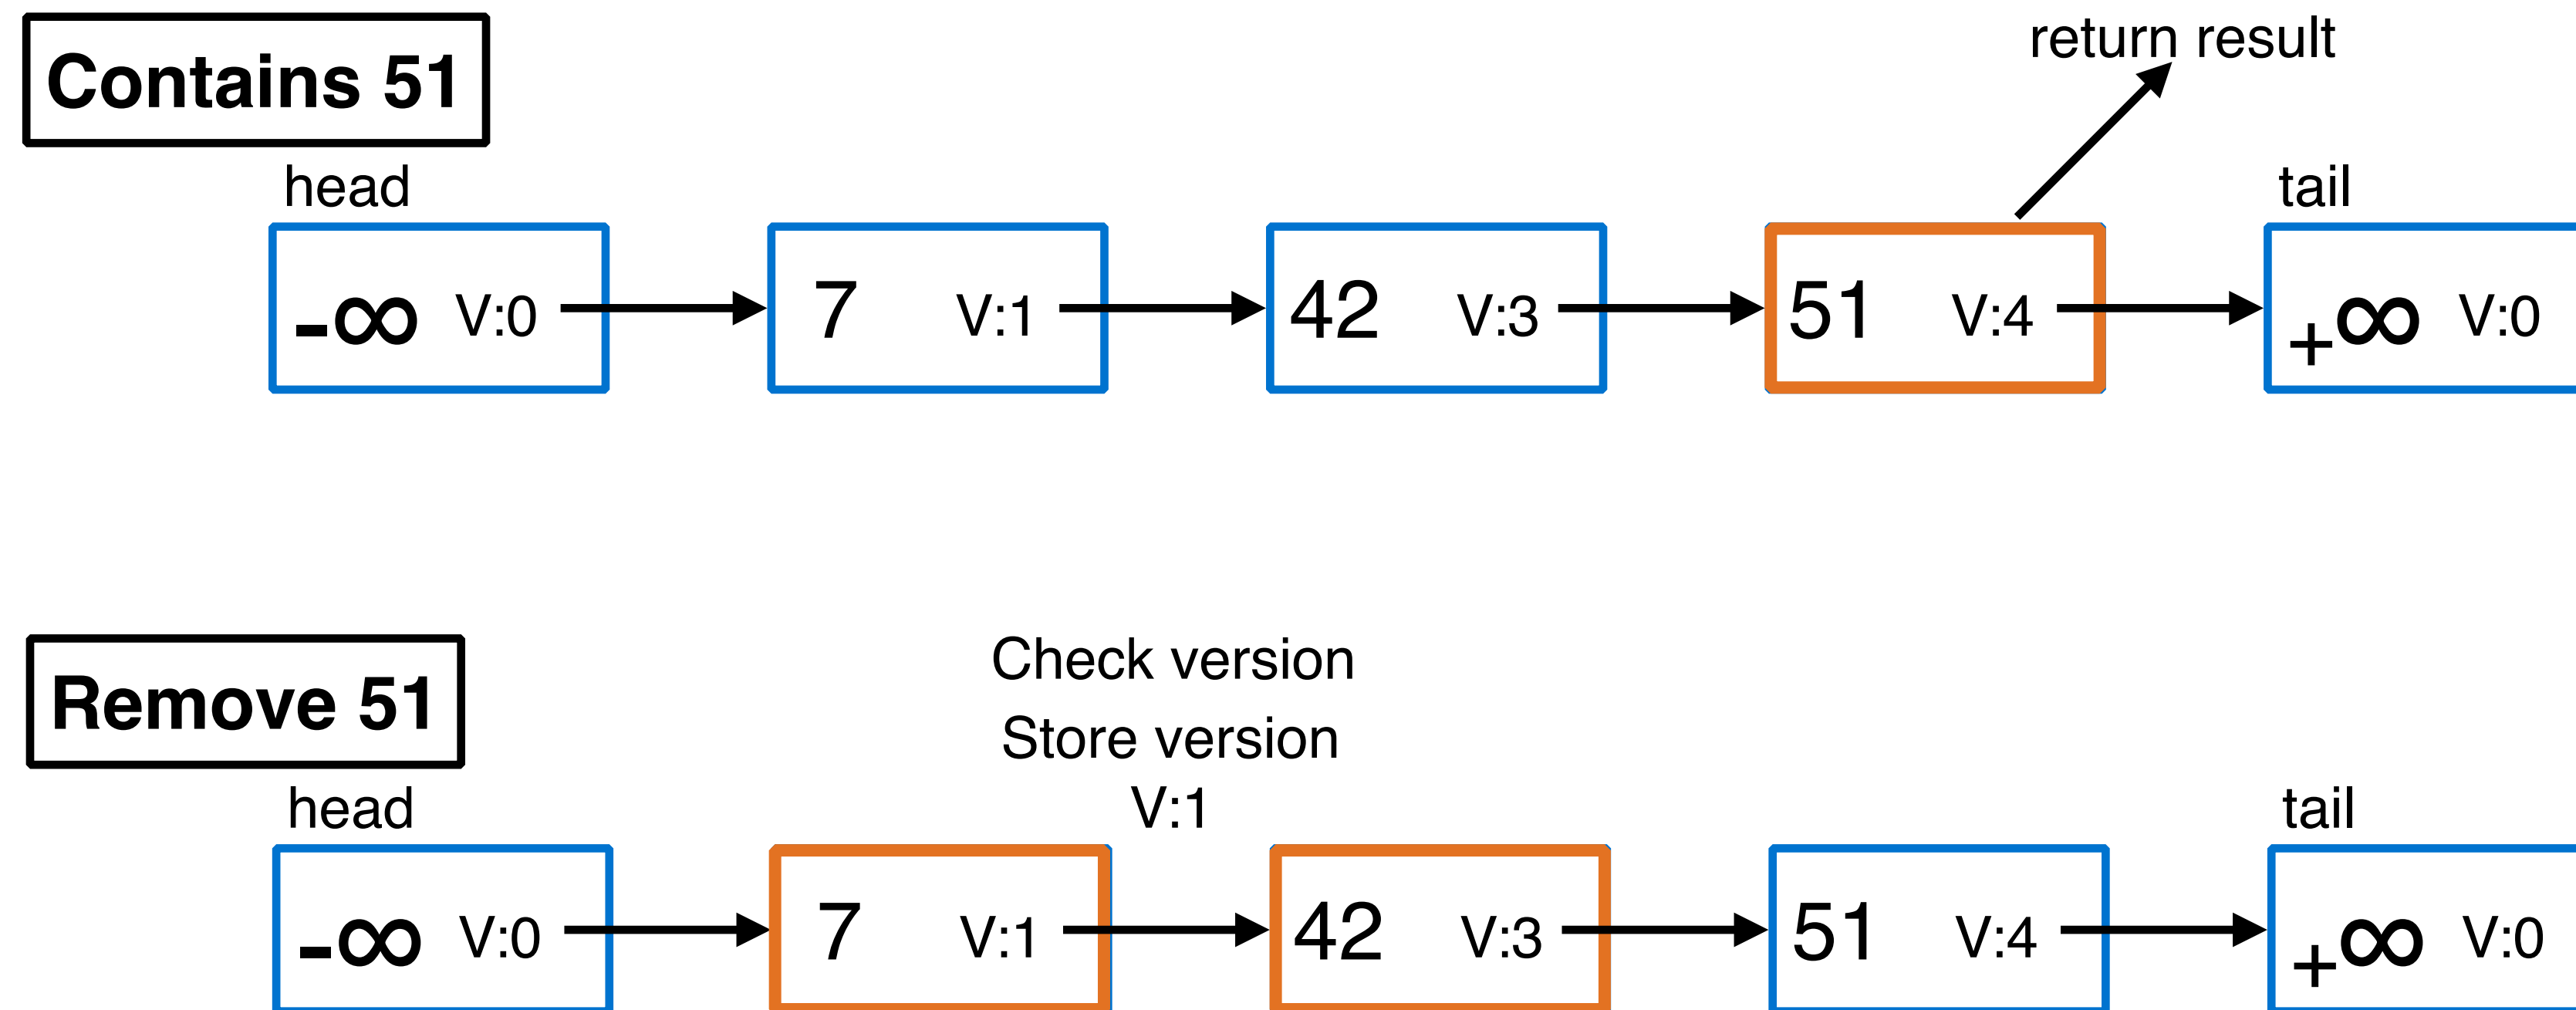 Contains 51
return result
head
tail
-∞ V:0 7 V:1 42 V:3 51 V:4 +∞ V:0
Remove 51
Check version
Store version
V:1
head
tail
-∞ V:0 7 V:1 42 V:3 51 V:4 +∞ V:0